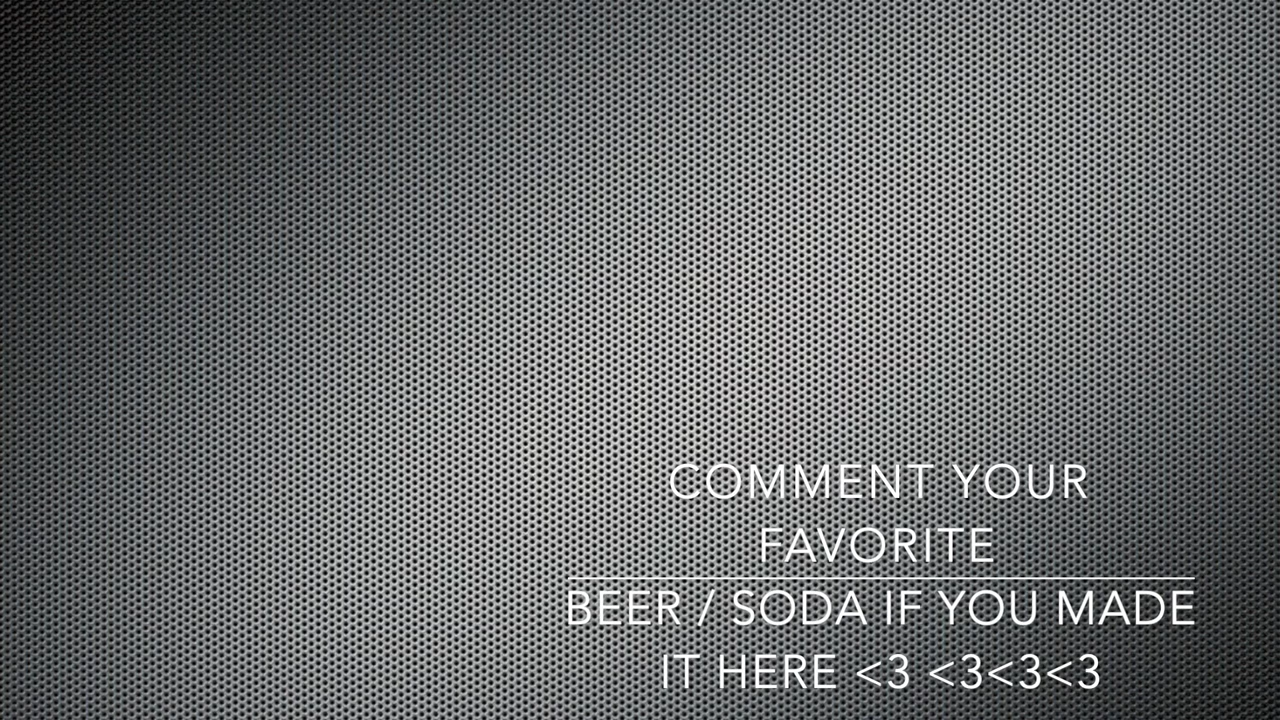 COMMENT YOUR
FAVORITE
BEER / SODA IF YOU MADE
IT HERE <3 <3<3<3